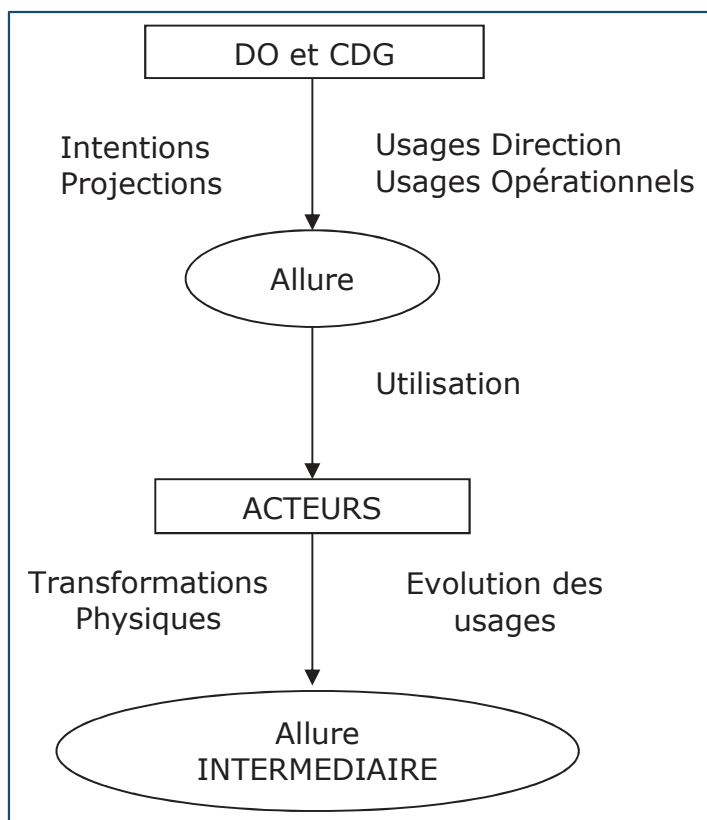 DO et CDG
Intentions
Projections
Usages Direction
Usages Opérationnels
Allure
Utilisation
ACTEURS
Transformations
Physiques
Evolution des
usages
Allure
INTERMEDIAIRE